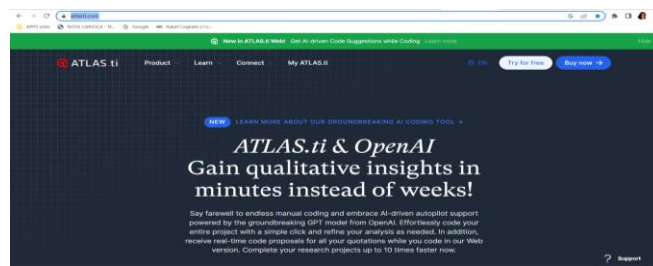 atlasti.com
New in ATLAS.ti Web! Get AI-driven Code Suggestions while Coding Learn more
ATLAS.ti Product Learn Connect My ATLAS.ti EN Try for free Buy now →
NEW LEARN MORE ABOUT OUR GROUNDBREAKING AI CODING TOOL →
ATLAS.ti & OpenAI
Gain qualitative insights in
minutes instead of weeks!
Say farewell to endless manual coding and embrace AI-driven autopilot support
powered by the groundbreaking GPT model from OpenAI. Effortlessly code your
entire project with a simple click and refine your analysis as needed. In addition,
receive real-time code proposals for all your quotations while you code in our Web
version. Complete your research projects up to 10 times faster now.
? Support